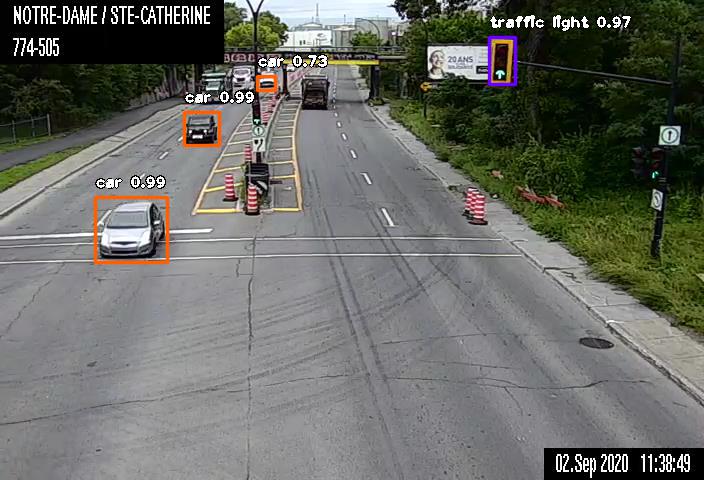 NOTRE-DAME / STE-CATHERINE
774-505
traffic light 0.97
car 0.73
car 0.99
car 0.99
20 ANS
02.Sep 2020 11:38:49